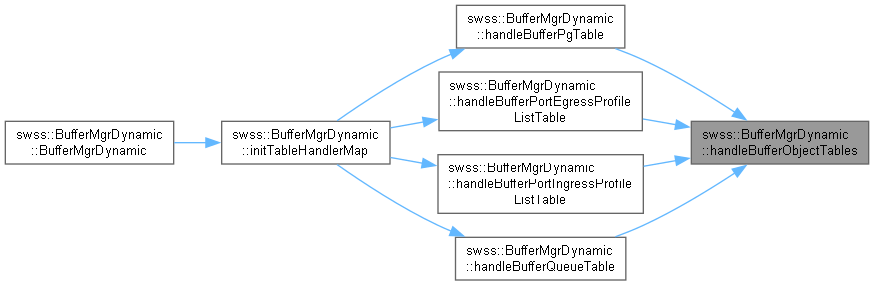 swss::BufferMgrDynamic
::handleBufferPgTable
swss::BufferMgrDynamic
::handleBufferPortEgressProfile
ListTable
swss::BufferMgrDynamic
::BufferMgrDynamic
swss::BufferMgrDynamic
::initTableHandlerMap
swss::BufferMgrDynamic
::handleBufferObjectTables
swss::BufferMgrDynamic
::handleBufferPortIngressProfile
ListTable
swss::BufferMgrDynamic
::handleBufferQueueTable